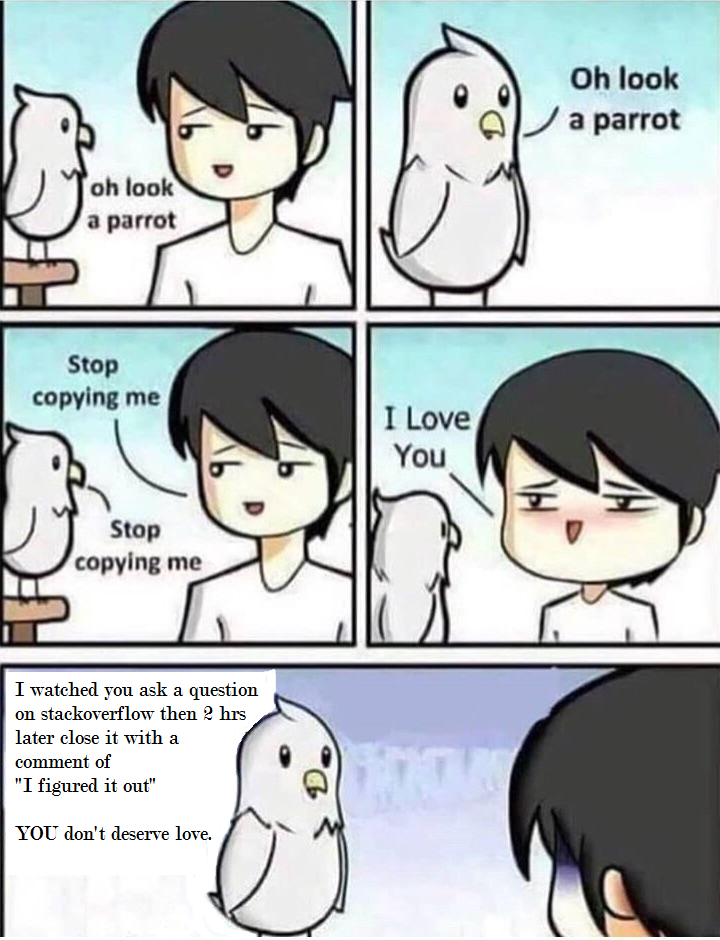 oh look
a parrot
Oh look
a parrot
Stop
copying me
Stop
copying me
I Love
You
I watched you ask a question
on stackoverflow then 2 hrs
later close it with a
comment of
"I figured it out"
YOU don't deserve love.